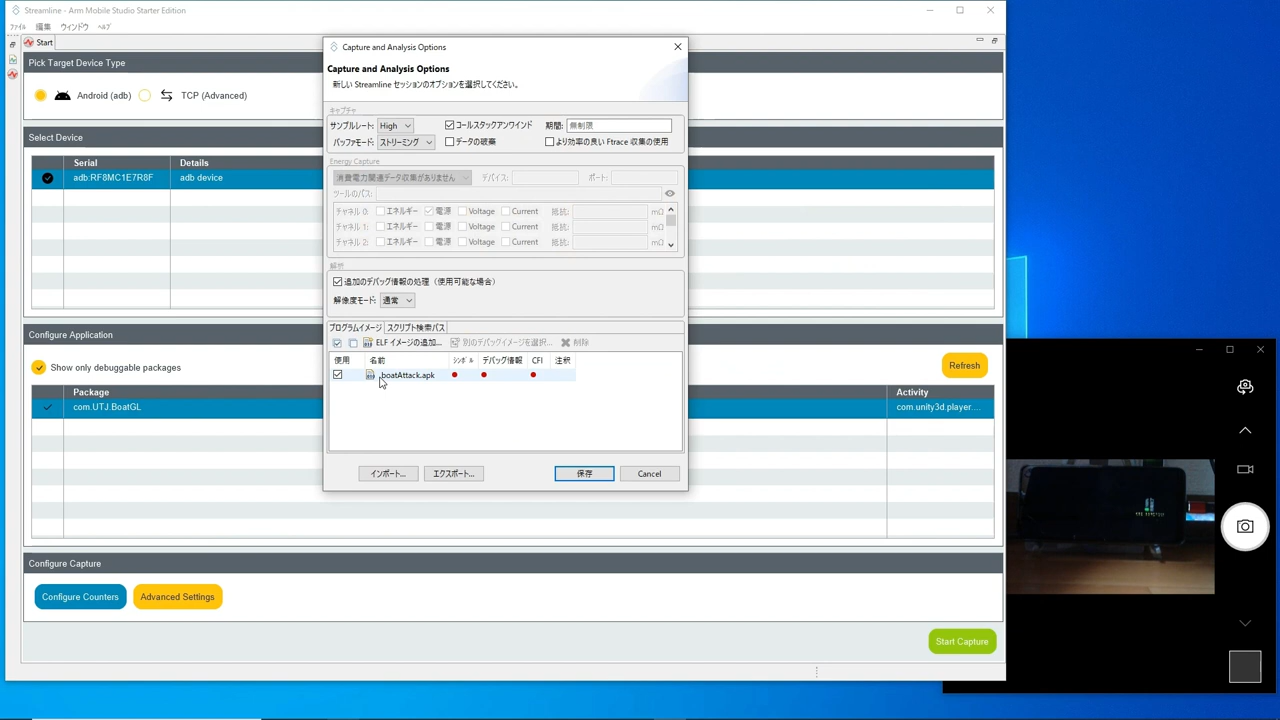 Streamline - Arm Mobile Studio Starter Edition
ファイル 編集 ウィンドウ ヘルプ
Start
Pick Target Device Type
Android (adb) TCP (Advanced)
Select Device
Serial Details
adb:RF8MC1E7R8F adb device
Configure Application
Show only debuggable packages
Refresh
Package Activity
com.UTJ.BoatGL com.unity3d.player....
Configure Capture
Configure Counters Advanced Settings
Start Capture
Capture and Analysis Options
Capture and Analysis Options
新しい Streamline セッションのオプションを選択してください。
キャプチャ
サンプルレート: High コールスタックアンワインド 期間: 無制限
バッファモード: ストリーミング データの破棄 より効率の良い Ftrace 収集の使用
Energy Capture
消費電力関連データ収集がありません デバイス: ポート:
ツールのパス:
チャネル 0: エネルギー 電源 Voltage Current 抵抗: mΩ
チャネル 1: エネルギー 電源 Voltage Current 抵抗: mΩ
チャネル 2: エネルギー 電源 Voltage Current 抵抗: mΩ
解析
追加のデバッグ情報の処理（使用可能な場合）
解像度モード: 通常
プログラムイメージ スクリプト検索パス
ELF イメージの追加... 別のデバッグイメージを選択... 削除
使用 名前 シンボル デバッグ情報 CFI 注釈
boatAttack.apk
インポート... エクスポート... 保存 Cancel